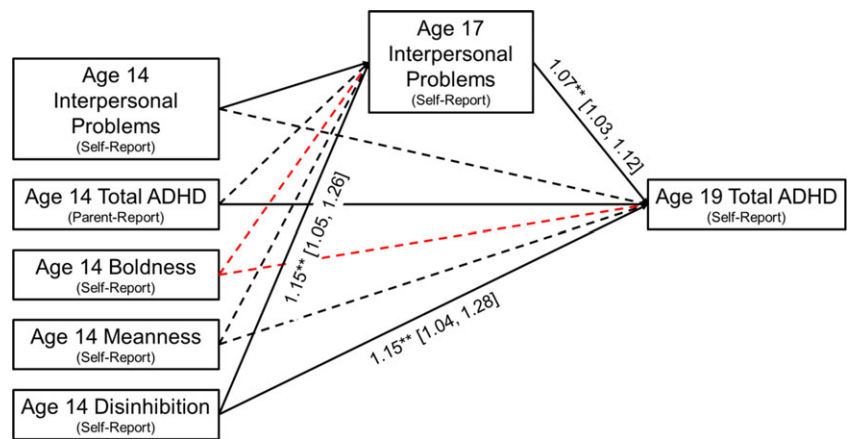 Age 17
Interpersonal
Problems
(Self-Report)
Age 14
Interpersonal
Problems
(Self-Report)
1.07** [1.03, 1.12]
Age 14 Total ADHD
(Parent-Report)
Age 19 Total ADHD
(Self-Report)
1.15** [1.05, 1.26]
Age 14 Boldness
(Self-Report)
Age 14 Meanness
(Self-Report)
1.15** [1.04, 1.28]
Age 14 Disinhibition
(Self-Report)